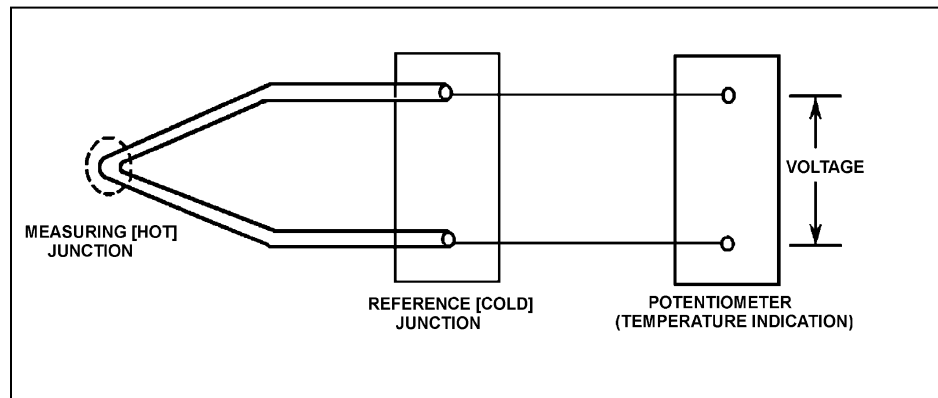 MEASURING [HOT]
JUNCTION
REFERENCE [COLD]
JUNCTION
POTENTIOMETER
(TEMPERATURE INDICATION)
VOLTAGE